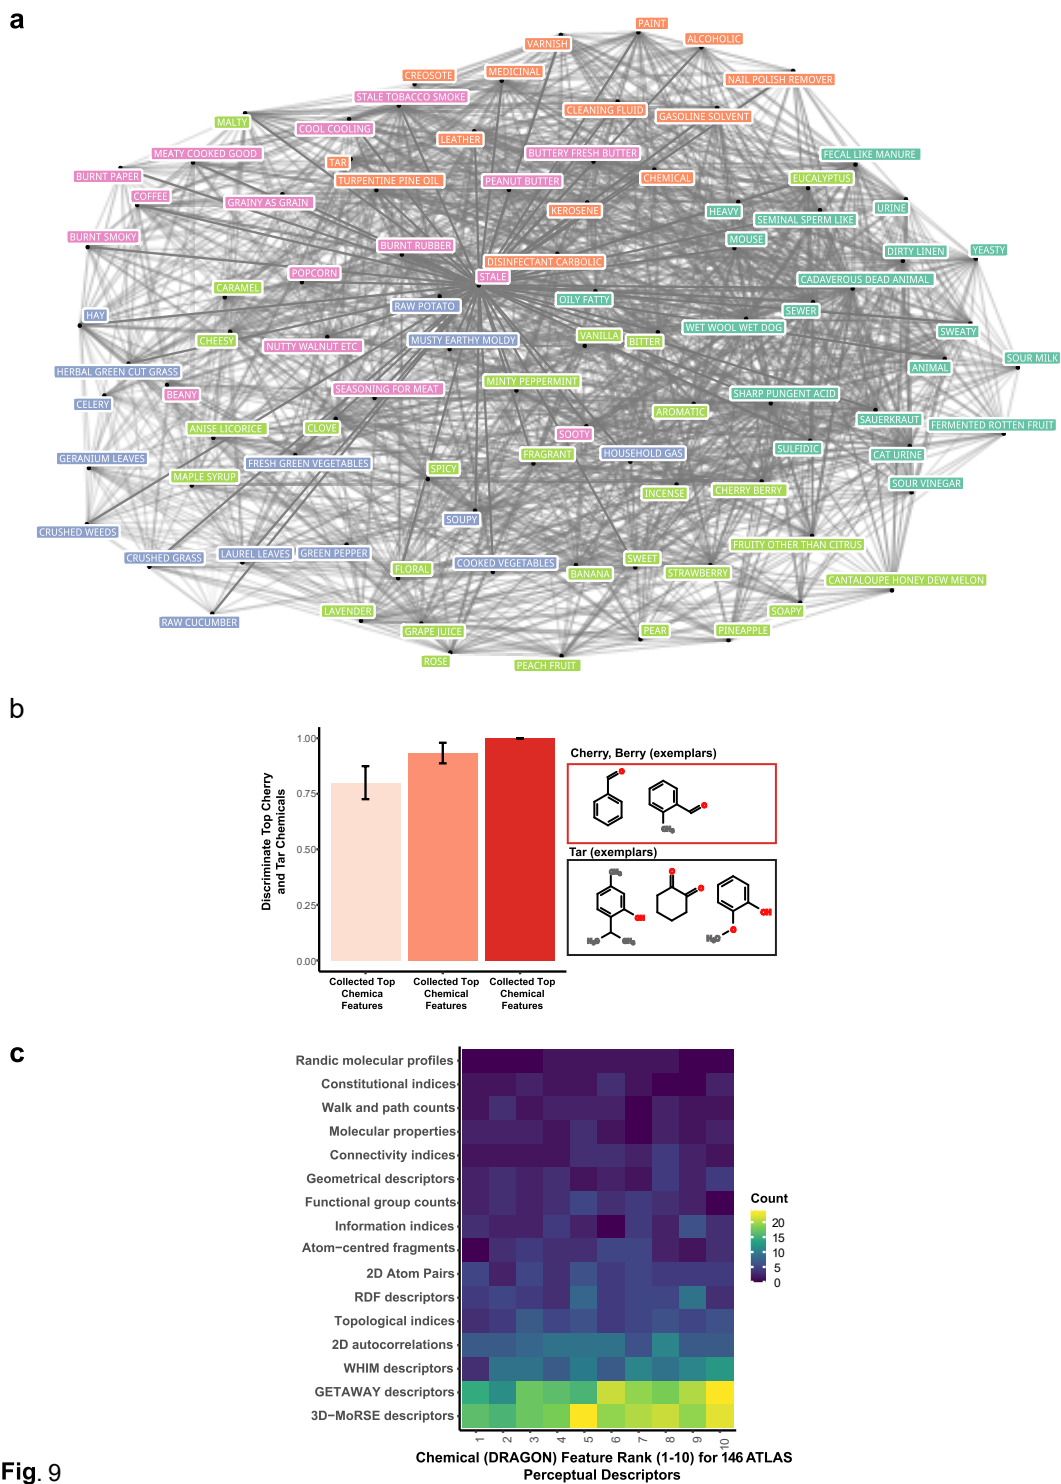 a
PAINT
VARNISH
ALCOHOLIC
CREOSOTE
MEDICINAL
NAIL POLISH REMOVER
STALE TOBACCO SMOKE
CLEANING FLUID
GASOLINE SOLVENT
MALTY
COOL COOLING
LEATHER
MEATY COOKED GOOD
TAR
BUTTERY FRESH BUTTER
FECAL LIKE MANURE
BURNT PAPER
TURPENTINE PINE OIL
PEANUT BUTTER
CHEMICAL
EUCALYPTUS
COFFEE
GRAINY AS GRAIN
KEROSENE
HEAVY
SEMINAL SPERM LIKE
URINE
BURNT SMOKY
BURNT RUBBER
MOUSE
DIRTY LINEN
YEASTY
POPCORN
DISINFECTANT CARBOLIC
STALE
CADAVEROUS DEAD ANIMAL
CARAMEL
RAW POTATO
OILY FATTY
SEWER
HAY
CHEESY
NUTTY WALNUT ETC
MUSTY EARTHY MOLDY
VANILLA
BITTER
WET WOOL WET DOG
SWEATY
SOUR MILK
HERBAL GREEN CUT GRASS
ANIMAL
CELERY
BEANY
SEASONING FOR MEAT
MINTY PEPPERMINT
SHARP PUNGENT ACID
AROMATIC
SAUERKRAUT
FERMENTED ROTTEN FRUIT
ANISE LICORICE
CLOVE
SOOTY
GERANIUM LEAVES
FRESH GREEN VEGETABLES
FRAGRANT
HOUSEHOLD GAS
SULFIDIC
CAT URINE
MAPLE SYRUP
SPICY
INCENSE
CHERRY BERRY
SOUR VINEGAR
CRUSHED WEEDS
SOUPY
CRUSHED GRASS
LAUREL LEAVES
GREEN PEPPER
FLORAL
COOKED VEGETABLES
BANANA
SWEET
STRAWBERRY
FRUITY OTHER THAN CITRUS
CANTALOUPE HONEY DEW MELON
RAW CUCUMBER
LAVENDER
GRAPE JUICE
PEAR
PINEAPPLE
SOAPY
ROSE
PEACH FRUIT
b
Discriminate Top Cherry
and Tar Chemicals
1.00
0.75
0.50
0.25
0.00
Collected Top
Chemica
Features
Collected Top
Chemical
Features
Collected Top
Chemical
Features
Cherry, Berry (exemplars)
O
O
CH3
Tar (exemplars)
CH3
OH
H3C
CH3
O
O
OH
O
H3C
c
Randic molecular profiles
Constitutional indices
Walk and path counts
Molecular properties
Connectivity indices
Geometrical descriptors
Functional group counts
Information indices
Atom−centred fragments
2D Atom Pairs
RDF descriptors
Topological indices
2D autocorrelations
WHIM descriptors
GETAWAY descriptors
3D−MoRSE descriptors
1 2 3 4 5 6 7 8 9 10
Chemical (DRAGON) Feature Rank (1-10) for 146 ATLAS
Perceptual Descriptors
Count
20
15
10
5
0
Fig. 9